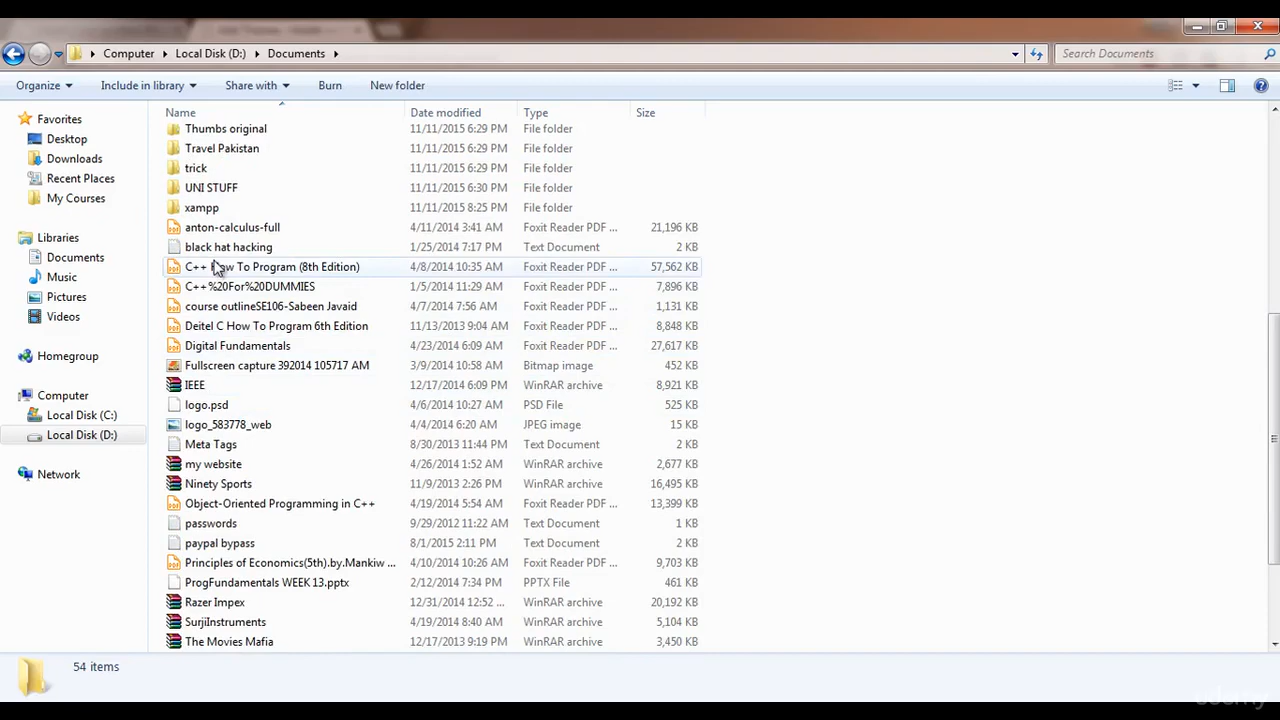 Computer Local Disk (D:) Documents
Search Documents
Organize Include in library Share with Burn New folder
Name Date modified Type Size
Favorites
Desktop
Downloads
Recent Places
My Courses
Libraries
Documents
Music
Pictures
Videos
Homegroup
Computer
Local Disk (C:)
Local Disk (D:)
Network
Thumbs original 11/11/2015 6:29 PM File folder
Travel Pakistan 11/11/2015 6:29 PM File folder
trick 11/11/2015 6:29 PM File folder
UNI STUFF 11/11/2015 6:30 PM File folder
xampp 11/11/2015 8:25 PM File folder
anton-calculus-full 4/11/2014 3:41 AM Foxit Reader PDF ... 21,196 KB
black hat hacking 1/25/2014 7:17 PM Text Document 2 KB
C++ How To Program (8th Edition) 4/8/2014 10:35 AM Foxit Reader PDF ... 57,562 KB
C++%20For%20DUMMIES 1/5/2014 11:29 AM Foxit Reader PDF ... 7,896 KB
course outlineSE106-Sabeen Javaid 4/7/2014 7:56 AM Foxit Reader PDF ... 1,131 KB
Deitel C How To Program 6th Edition 11/13/2013 9:04 AM Foxit Reader PDF ... 8,848 KB
Digital Fundamentals 4/23/2014 6:09 AM Foxit Reader PDF ... 27,617 KB
Fullscreen capture 392014 105717 AM 3/9/2014 10:58 AM Bitmap image 452 KB
IEEE 12/17/2014 6:09 PM WinRAR archive 8,921 KB
logo.psd 4/6/2014 10:27 AM PSD File 525 KB
logo_583778_web 4/4/2014 6:20 AM JPEG image 15 KB
Meta Tags 8/30/2013 11:44 PM Text Document 2 KB
my website 4/26/2014 1:52 AM WinRAR archive 2,677 KB
Ninety Sports 11/9/2013 2:26 PM WinRAR archive 16,495 KB
Object-Oriented Programming in C++ 4/19/2014 5:54 AM Foxit Reader PDF ... 13,399 KB
passwords 9/29/2012 11:22 AM Text Document 1 KB
paypal bypass 8/1/2015 2:11 PM Text Document 2 KB
Principles of Economics(5th).by.Mankiw ... 4/10/2014 10:26 AM Foxit Reader PDF ... 9,703 KB
ProgFundamentals WEEK 13.pptx 2/12/2014 7:34 PM PPTX File 461 KB
Razer Impex 12/31/2014 12:52 ... WinRAR archive 20,192 KB
SurjiInstruments 4/19/2014 8:40 AM WinRAR archive 5,104 KB
The Movies Mafia 12/17/2013 9:19 PM WinRAR archive 3,450 KB
54 items
udemy